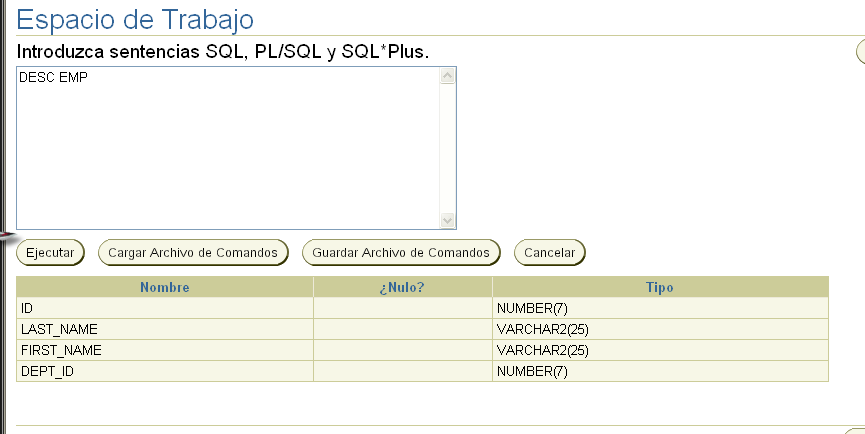 Espacio de Trabajo
Introduzca sentencias SQL, PL/SQL y SQL*Plus.
DESC EMP
Ejecutar Cargar Archivo de Comandos Guardar Archivo de Comandos Cancelar
Nombre ¿Nulo? Tipo
ID NUMBER(7)
LAST_NAME VARCHAR2(25)
FIRST_NAME VARCHAR2(25)
DEPT_ID NUMBER(7)